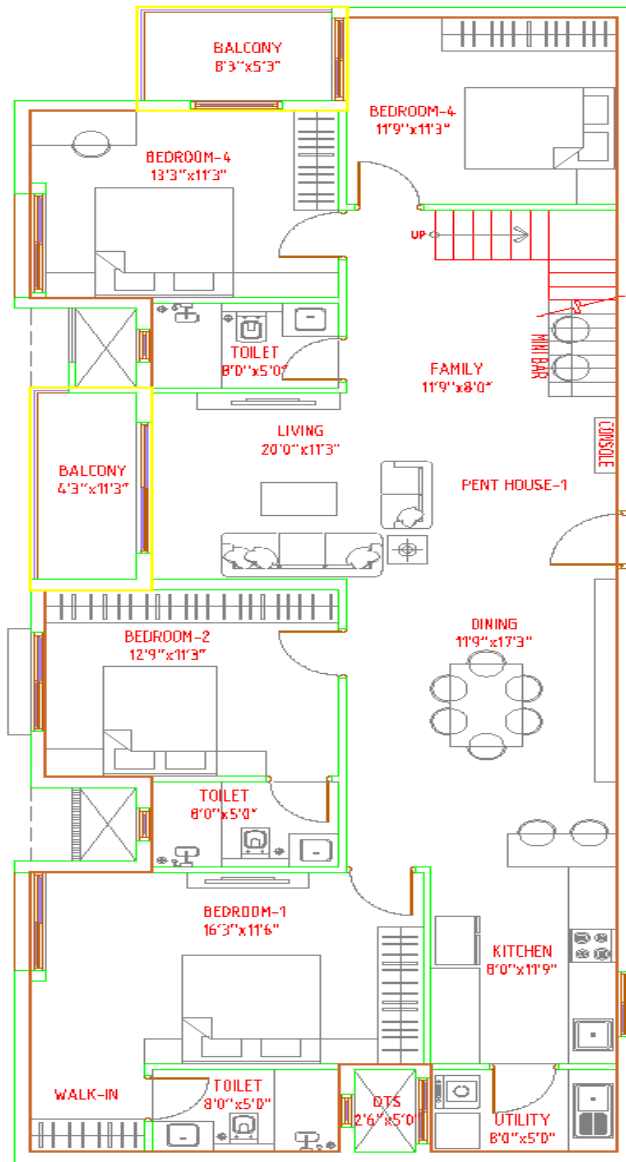 BALCONY
8'3"x5'3"
BEDROOM-4
11'9"x11'3"
BEDROOM-4
13'3"x11'3"
UP
TOILET
8'0"x5'0"
FAMILY
11'9"x8'0"
MINI BAR
LIVING
20'0"x11'3"
CONSOLE
BALCONY
4'3"x11'3"
PENT HOUSE-1
BEDROOM-2
12'9"x11'3"
DINING
11'9"x17'3"
TOILET
8'0"x5'0"
BEDROOM-1
16'3"x11'6"
KITCHEN
8'0"x11'9"
WALK-IN
TOILET
8'0"x5'0"
OTS
2'6"x5'0"
UTILITY
8'0"x5'0"